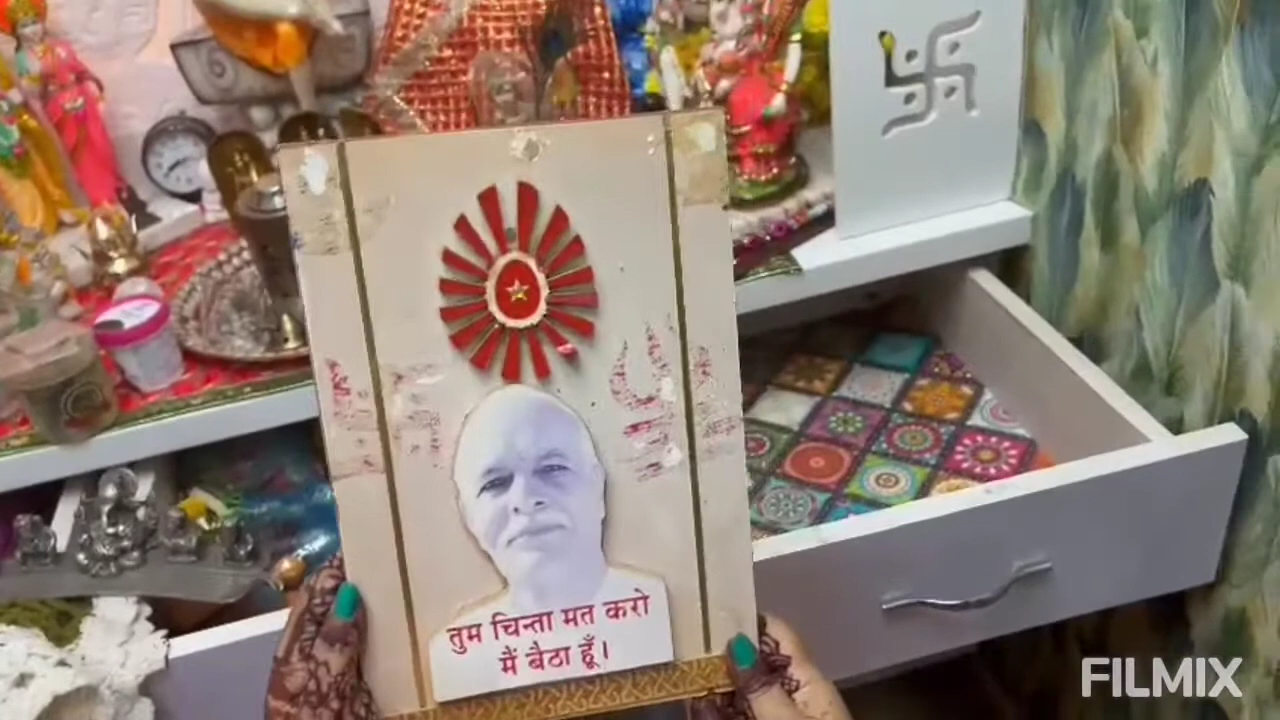 तुम चिन्ता मत करो
मैं बैठा हूँ।
FILMIX